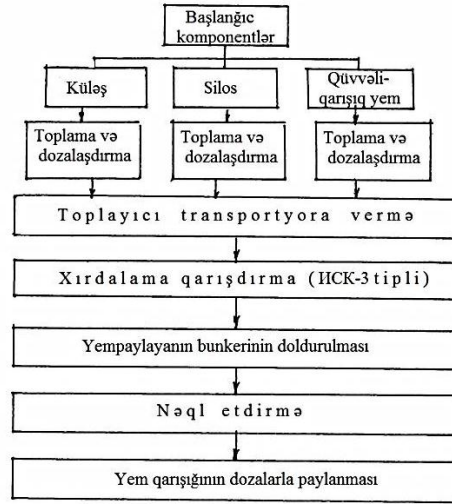 Başlanğıc
komponentlər
Küləş
Silos
Qüvvəli-
qarışıq yem
Toplama və
dozalaşdırma
Toplama və
dozalaşdırma
Toplama və
dozalaşdırma
Toplayıcı transportyora vermə
Xırdalama qarışdırma (ИСК-3 tipli)
Yempaylayanın bunkerinin doldurulması
Nəql etdirmə
Yem qarışığının dozalarla paylanması